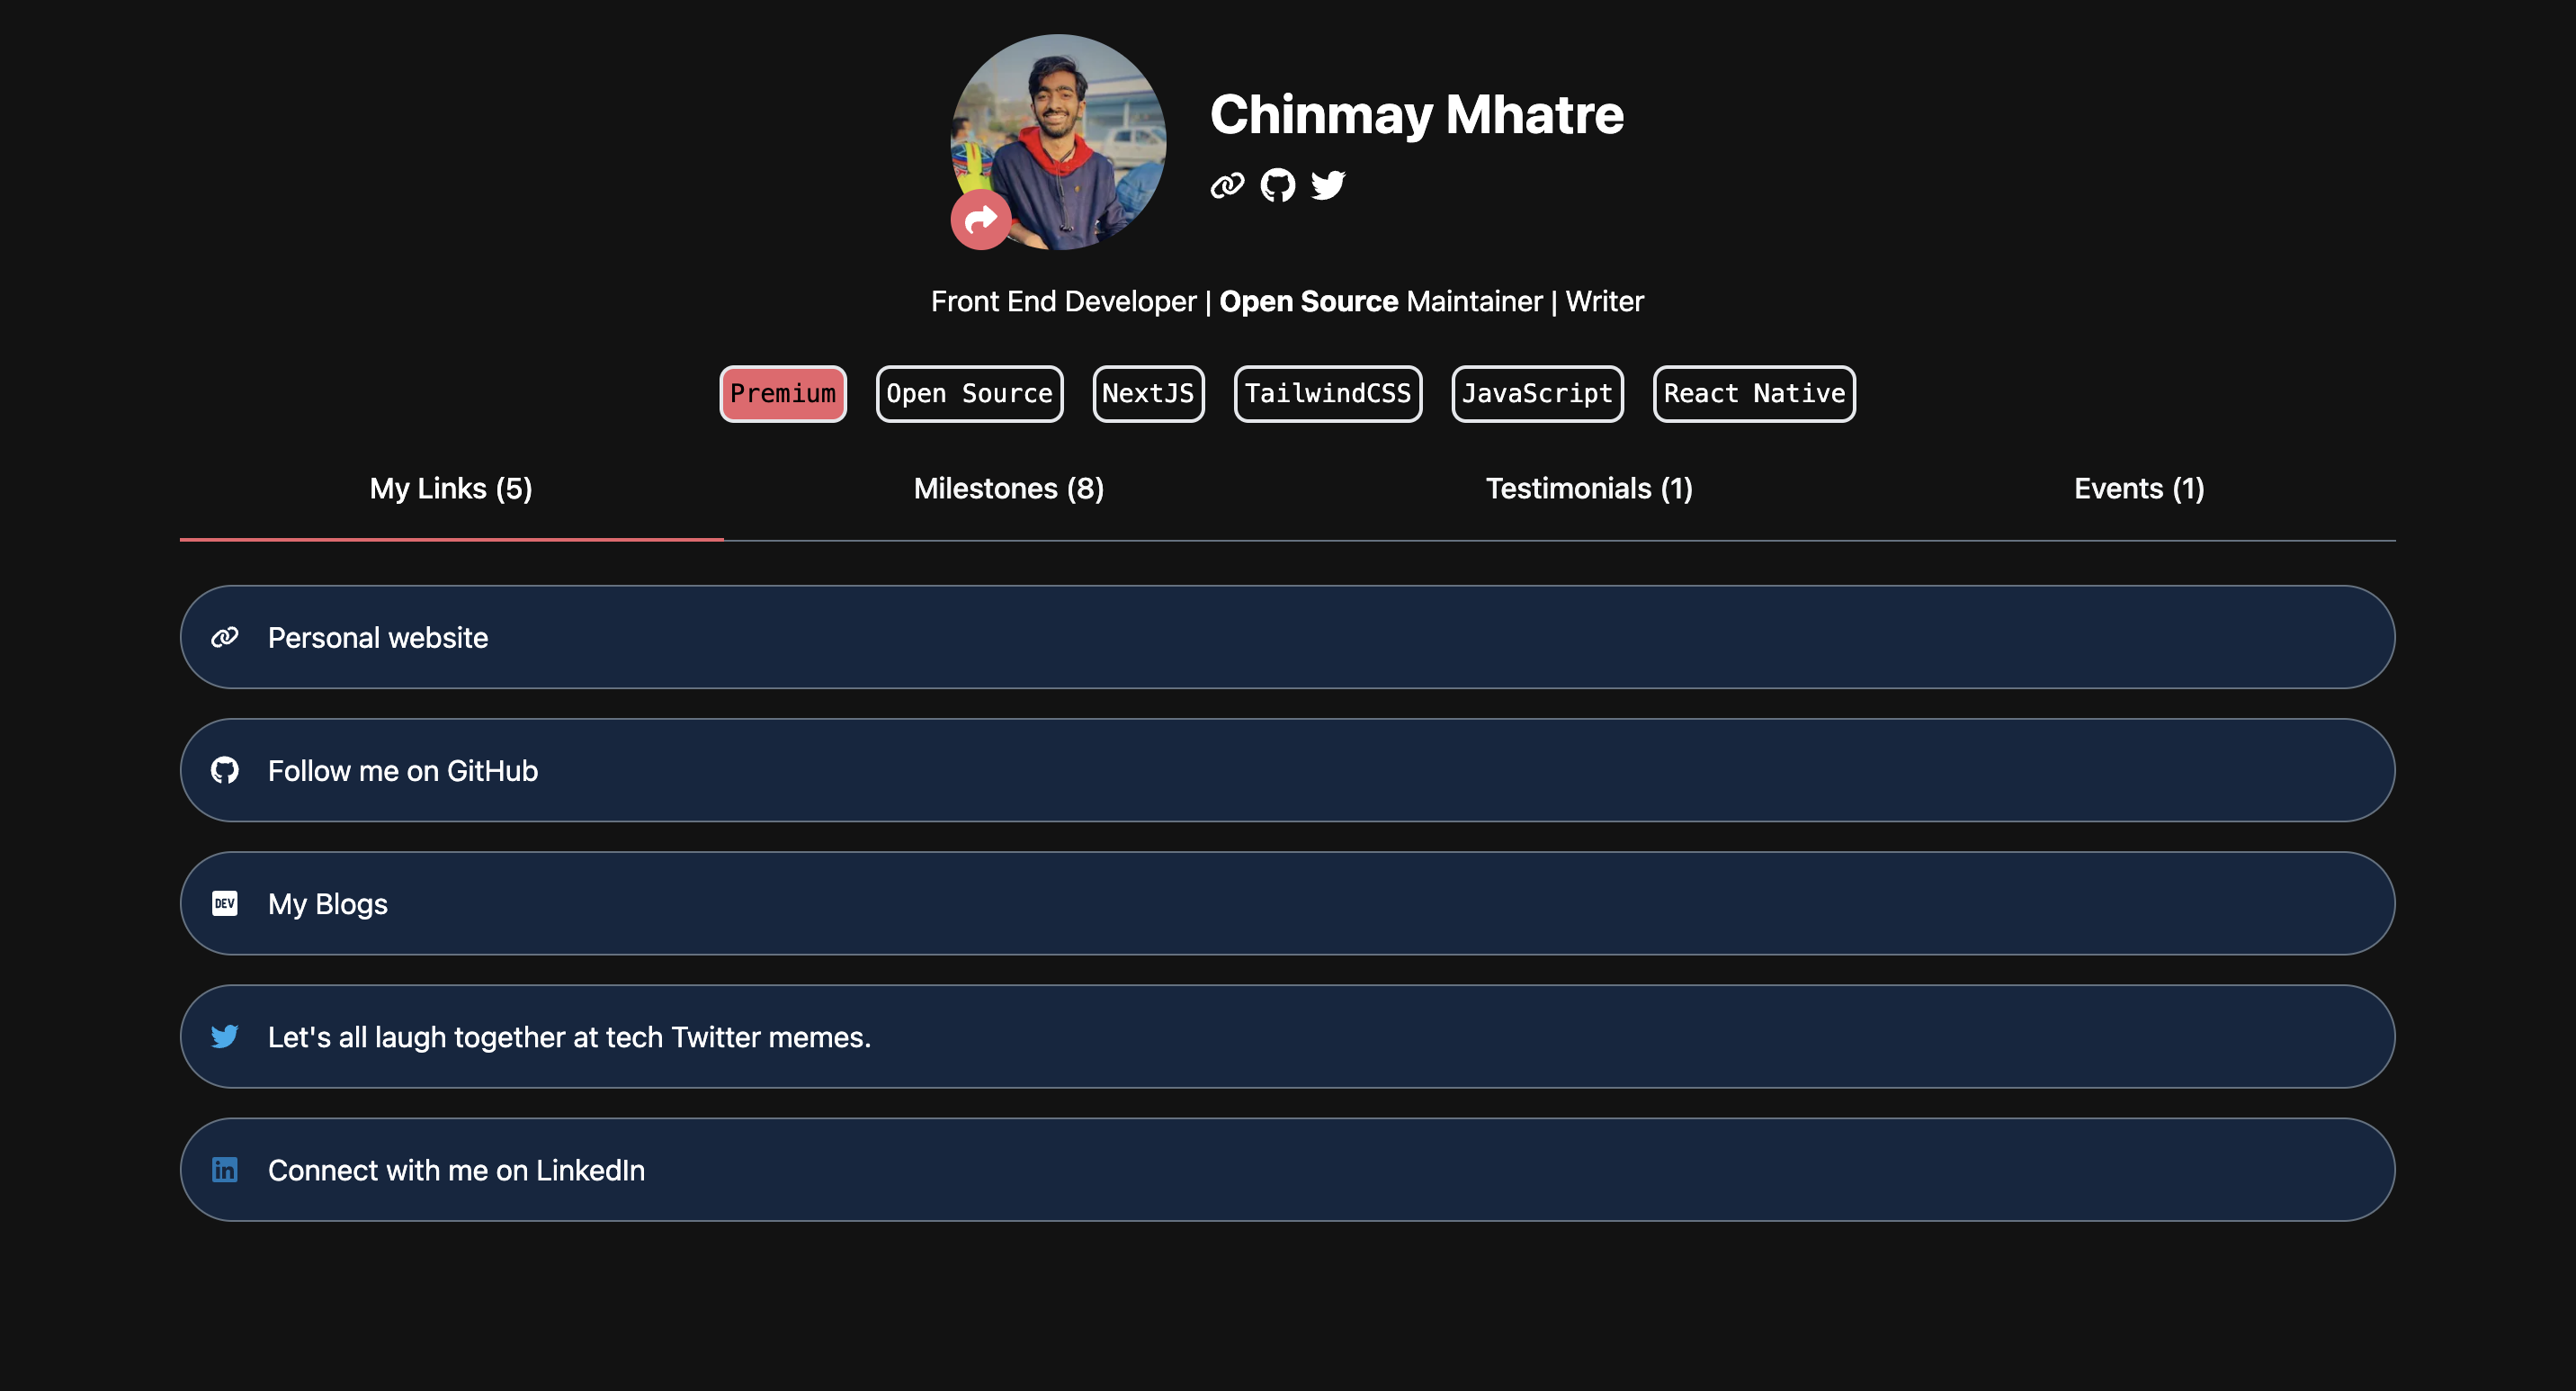 Chinmay Mhatre
Front End Developer | Open Source Maintainer | Writer
Premium Open Source NextJS TailwindCSS JavaScript React Native
My Links (5) Milestones (8) Testimonials (1) Events (1)
Personal website
Follow me on GitHub
DEV My Blogs
Let's all laugh together at tech Twitter memes.
in Connect with me on LinkedIn